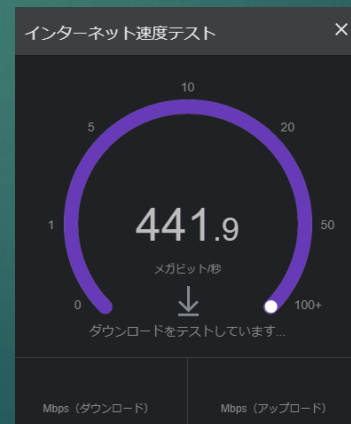 インターネット速度テスト ×
10
5 20
441.9
1 50
メガビット/秒
0 100+
ダウンロードをテストしています...
Mbps（ダウンロード） Mbps（アップロード）